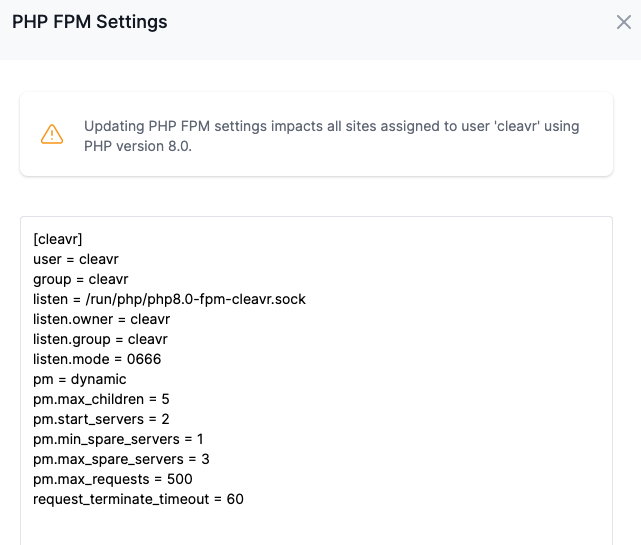 PHP FPM Settings
Updating PHP FPM settings impacts all sites assigned to user 'cleavr' using
PHP version 8.0.
[cleavr]
user = cleavr
group = cleavr
listen = /run/php/php8.0-fpm-cleavr.sock
listen.owner = cleavr
listen.group = cleavr
listen.mode = 0666
pm = dynamic
pm.max_children = 5
pm.start_servers = 2
pm.min_spare_servers = 1
pm.max_spare_servers = 3
pm.max_requests = 500
request_terminate_timeout = 60